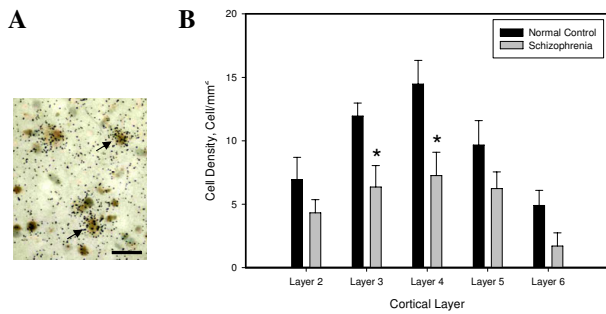 A
B
Cell Density, Cell/mm²
20
15
10
5
0
Normal Control
Schizophrenia
*
*
Layer 2 Layer 3 Layer 4 Layer 5 Layer 6
Cortical Layer